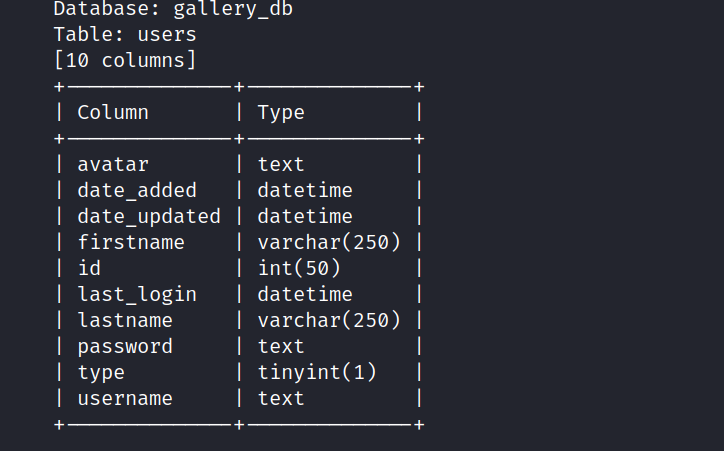 Database: gallery_db
Table: users
[10 columns]
+--------------+--------------+
| Column       | Type         |
+--------------+--------------+
| avatar       | text         |
| date_added   | datetime     |
| date_updated | datetime     |
| firstname    | varchar(250) |
| id           | int(50)      |
| last_login   | datetime     |
| lastname     | varchar(250) |
| password     | text         |
| type         | tinyint(1)   |
| username     | text         |
+--------------+--------------+